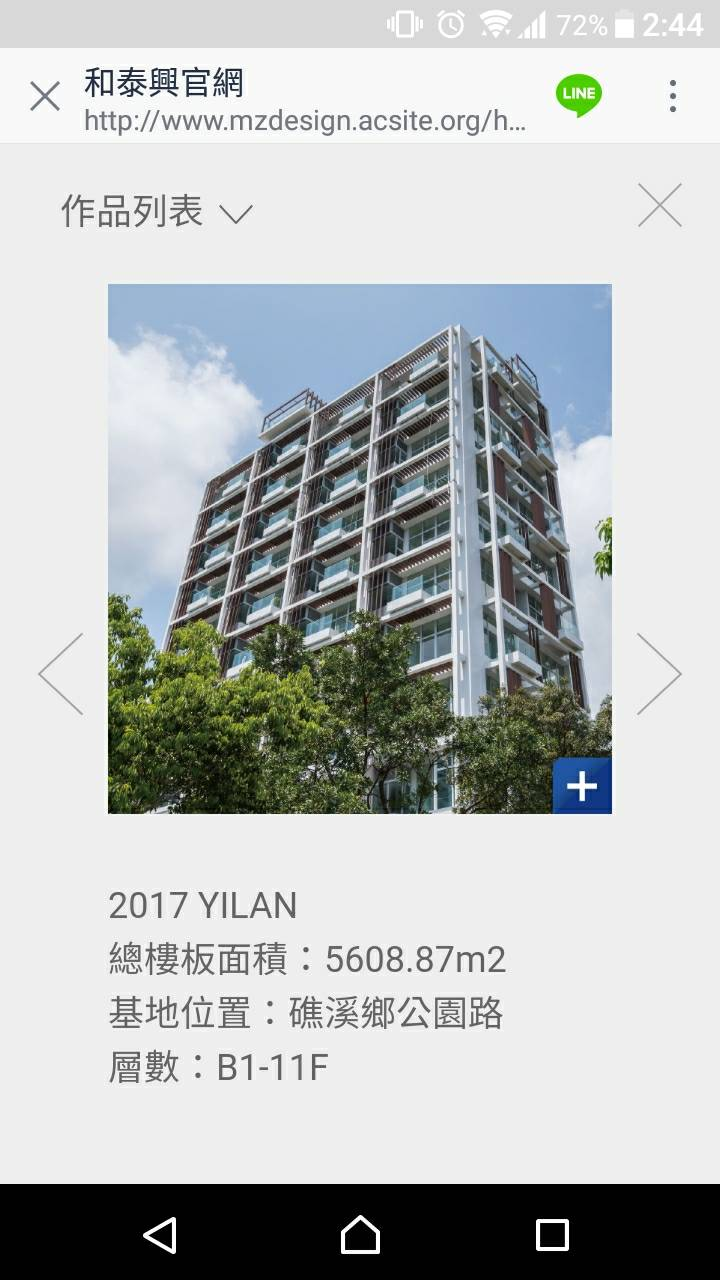 72% 2:44
和泰興官網
http://www.mzdesign.acsite.org/h...
LINE
作品列表
2017 YILAN
總樓板面積：5608.87m2
基地位置：礁溪鄉公園路
層數：B1-11F